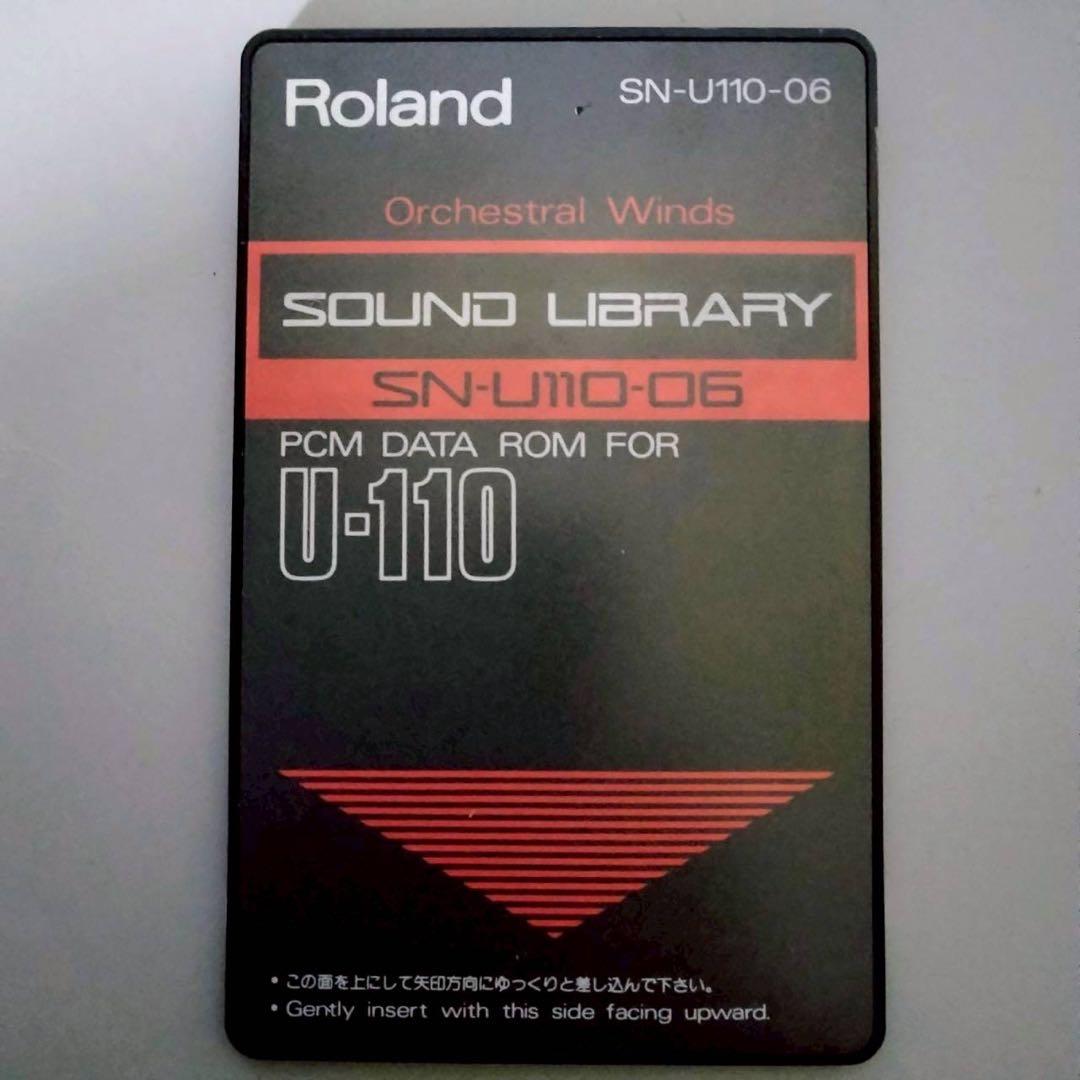 Roland SN-U110-06
Orchestral Winds
SOUND LIBRARY
SN-U110-06
PCM DATA ROM FOR
U-110
• この面を上にして矢印方向にゆっくりと差し込んで下さい。
• Gently insert with this side facing upward.